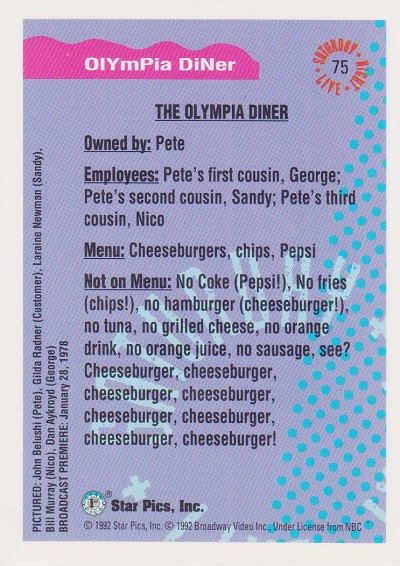 OlYmPia DiNer
SATURDAY NIGHT LIVE
75
THE OLYMPIA DINER
Owned by: Pete
Employees: Pete's first cousin, George;
Pete's second cousin, Sandy; Pete's third
cousin, Nico
Menu: Cheeseburgers, chips, Pepsi
Not on Menu: No Coke (Pepsi!), No fries
(chips!), no hamburger (cheeseburger!),
no tuna, no grilled cheese, no orange
drink, no orange juice, no sausage, see?
Cheeseburger, cheeseburger,
cheeseburger, cheeseburger,
cheeseburger, cheeseburger,
cheeseburger, cheeseburger!
PICTURED: John Belushi (Pete), Gilda Radner (Customer), Laraine Newman (Sandy),
Bill Murray (Nico), Dan Aykroyd (George)
BROADCAST PREMIERE: January 28, 1978
® Star Pics, Inc.
© 1992 Star Pics, Inc. © 1992 Broadway Video Inc., Under License from NBC